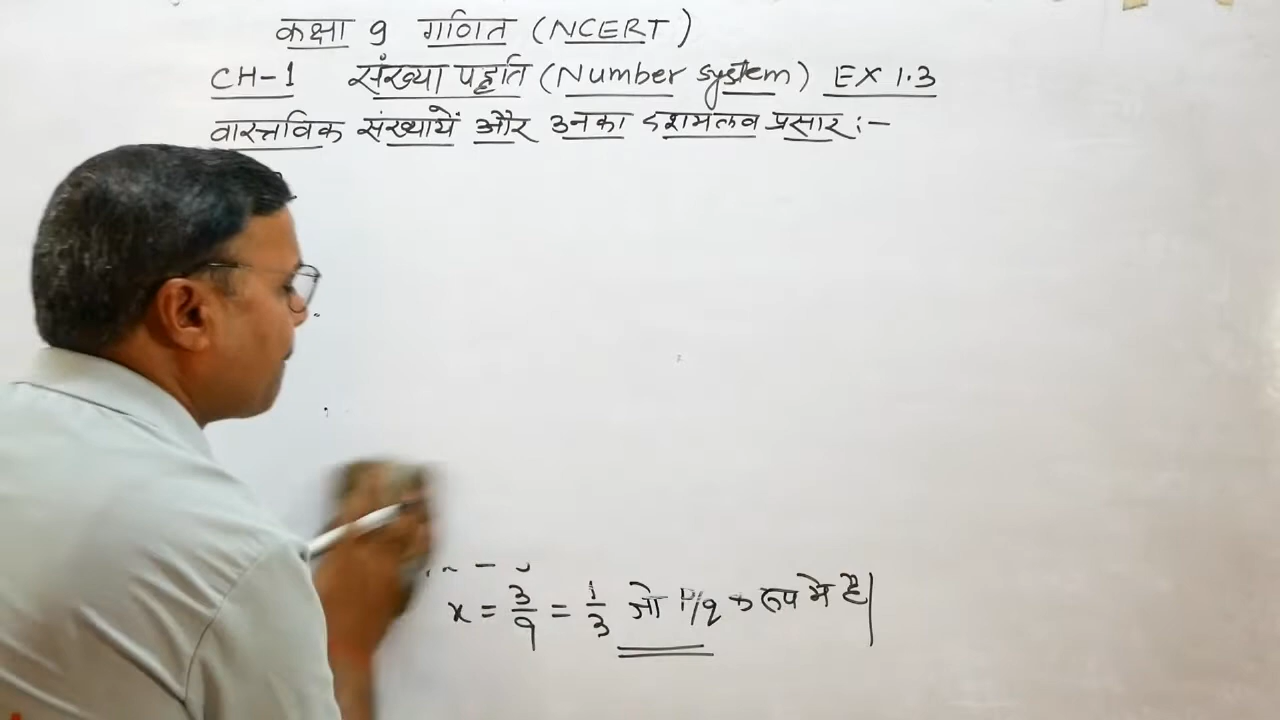 कक्षा 9 गणित (NCERT)
CH-1 संख्या पद्दति (Number system) EX 1.3
वास्तविक संख्यायें और उनका दशमलव प्रसार :-
x = 3/9 = 1/3 जो P/q के रूप में है|